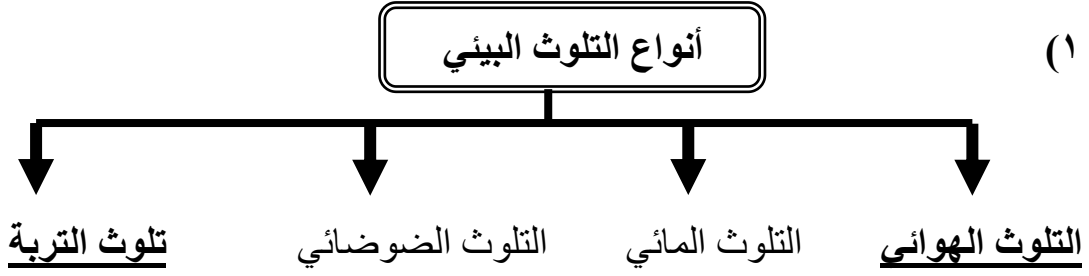 ١)
أنواع التلوث البيئي
التلوث الهوائي التلوث المائي التلوث الضوضائي تلوث التربة